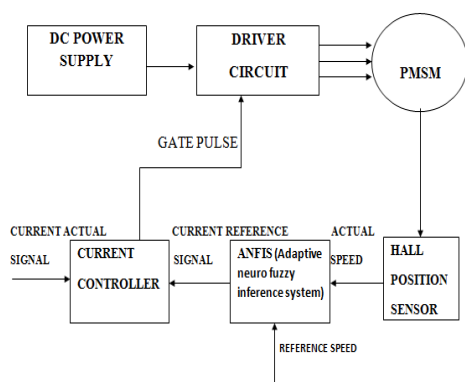 DC POWER
SUPPLY
DRIVER
CIRCUIT
PMSM
GATE PULSE
CURRENT ACTUAL
SIGNAL
CURRENT
CONTROLLER
CURRENT REFERENCE
SIGNAL
ANFIS (Adaptive
neuro fuzzy
inference system)
ACTUAL
SPEED
HALL
POSITION
SENSOR
REFERENCE SPEED